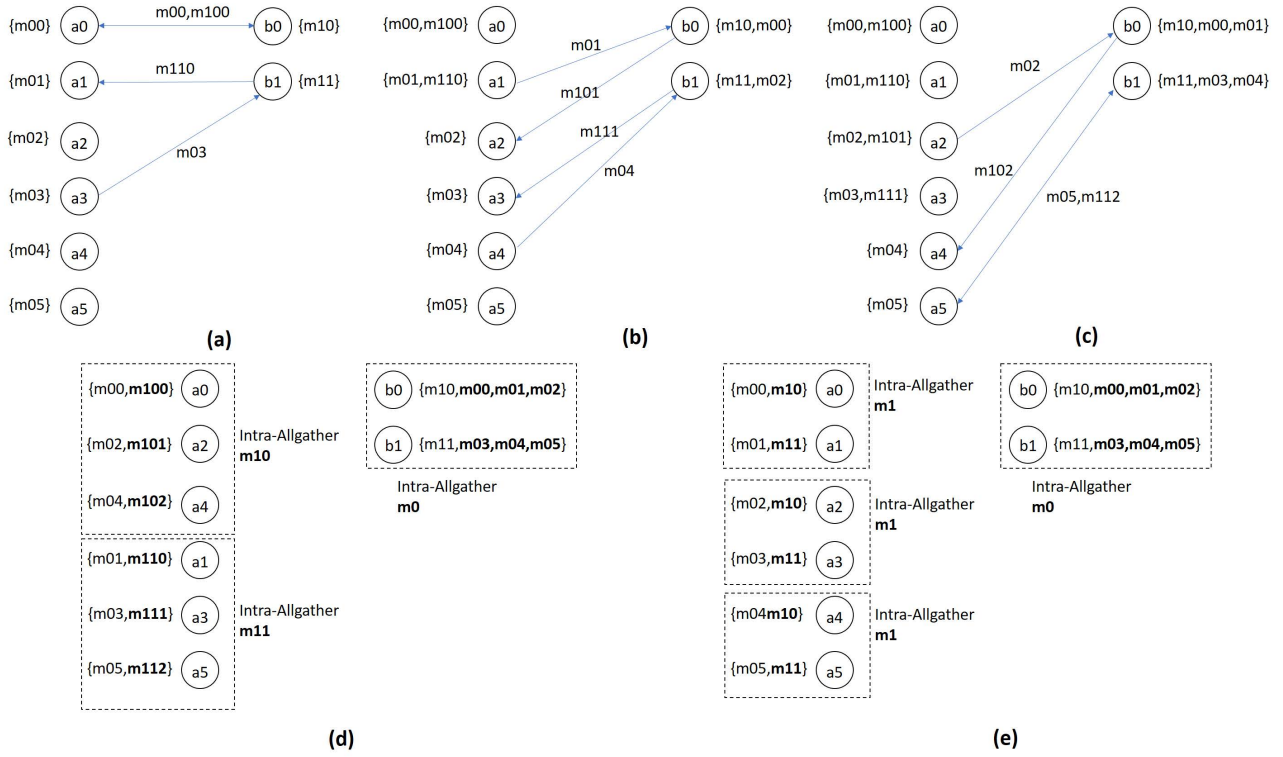 m00,m100
{m00} a0 b0 {m10}
m110
{m01} a1 b1 {m11}
{m02} a2
m03
{m03} a3
{m04} a4
{m05} a5
(a)
{m00,m100} a0 b0 {m10,m00}
m01
{m01,m110} a1 b1 {m11,m02}
m101
m111
{m02} a2
m04
{m03} a3
{m04} a4
{m05} a5
(b)
{m00,m100} a0 b0 {m10,m00,m01}
m02
{m01,m110} a1 b1 {m11,m03,m04}
{m02,m101} a2
m102
{m03,m111} a3 m05,m112
{m04} a4
{m05} a5
(c)
{m00,m100} a0
{m02,m101} a2
Intra-Allgather
m10
{m04,m102} a4
{m01,m110} a1
{m03,m111} a3
Intra-Allgather
m11
{m05,m112} a5
b0 {m10,m00,m01,m02}
b1 {m11,m03,m04,m05}
Intra-Allgather
m0
(d)
{m00,m10} a0
Intra-Allgather
m1
{m01,m11} a1
{m02,m10} a2
Intra-Allgather
m1
{m03,m11} a3
{m04m10} a4
Intra-Allgather
m1
{m05,m11} a5
b0 {m10,m00,m01,m02}
b1 {m11,m03,m04,m05}
Intra-Allgather
m0
(e)